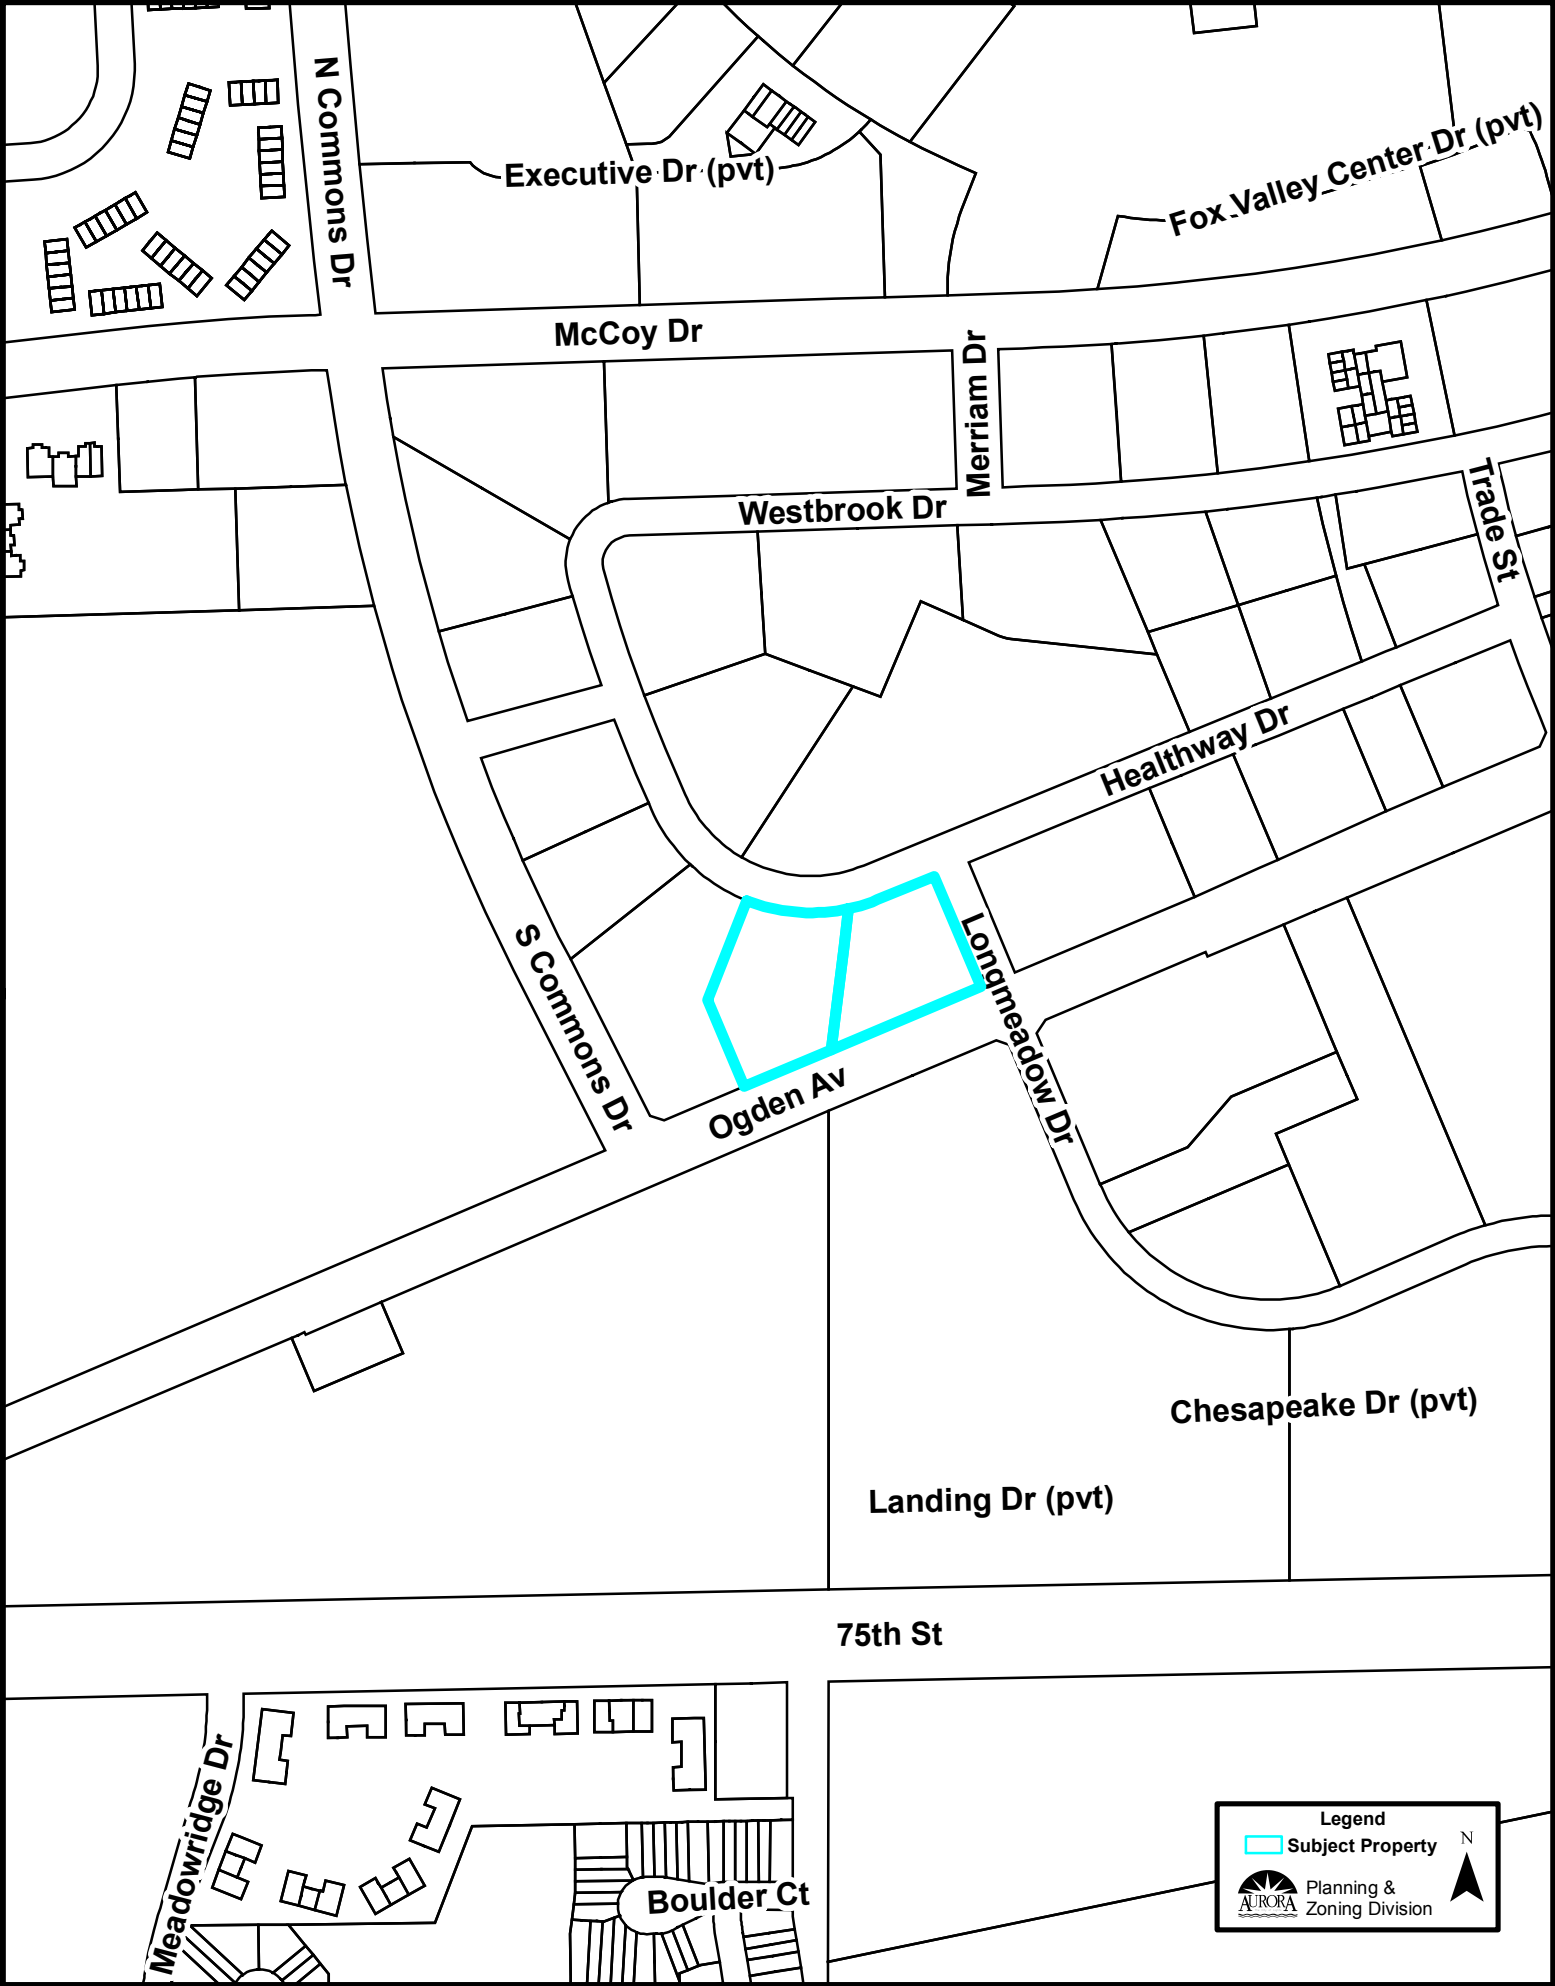 N Commons Dr
Executive Dr (pvt)
Fox Valley Center Dr (pvt)
McCoy Dr
Merriam Dr
Westbrook Dr
Trade St
Healthway Dr
Longmeadow Dr
S Commons Dr
Ogden Av
Chesapeake Dr (pvt)
Landing Dr (pvt)
75th St
Meadowridge Dr
Boulder Ct
Legend
Subject Property
N
AURORA
Planning &
Zoning Division